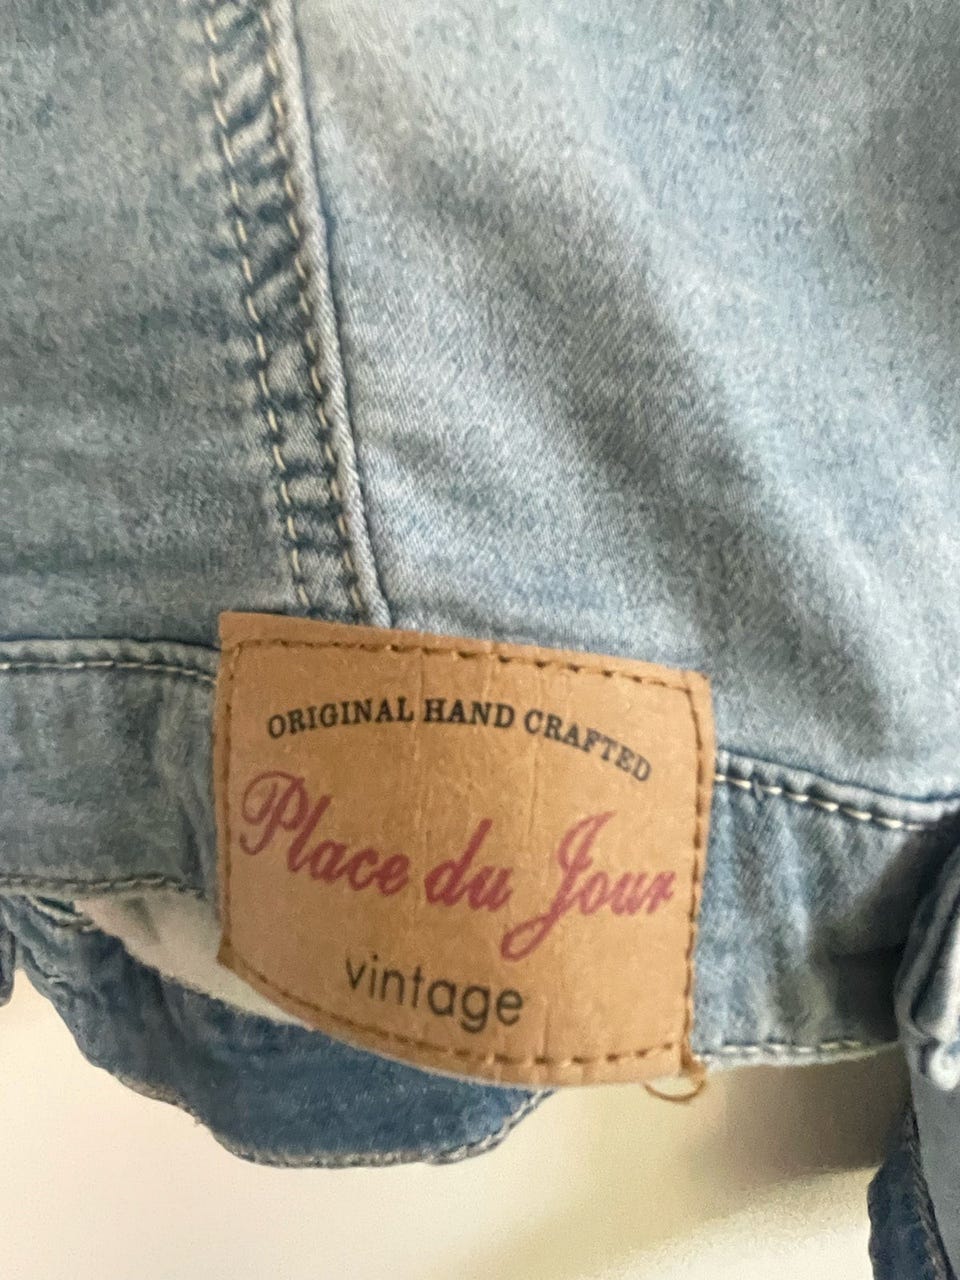 ORIGINAL HAND CRAFTED
Place du Jour
vintage